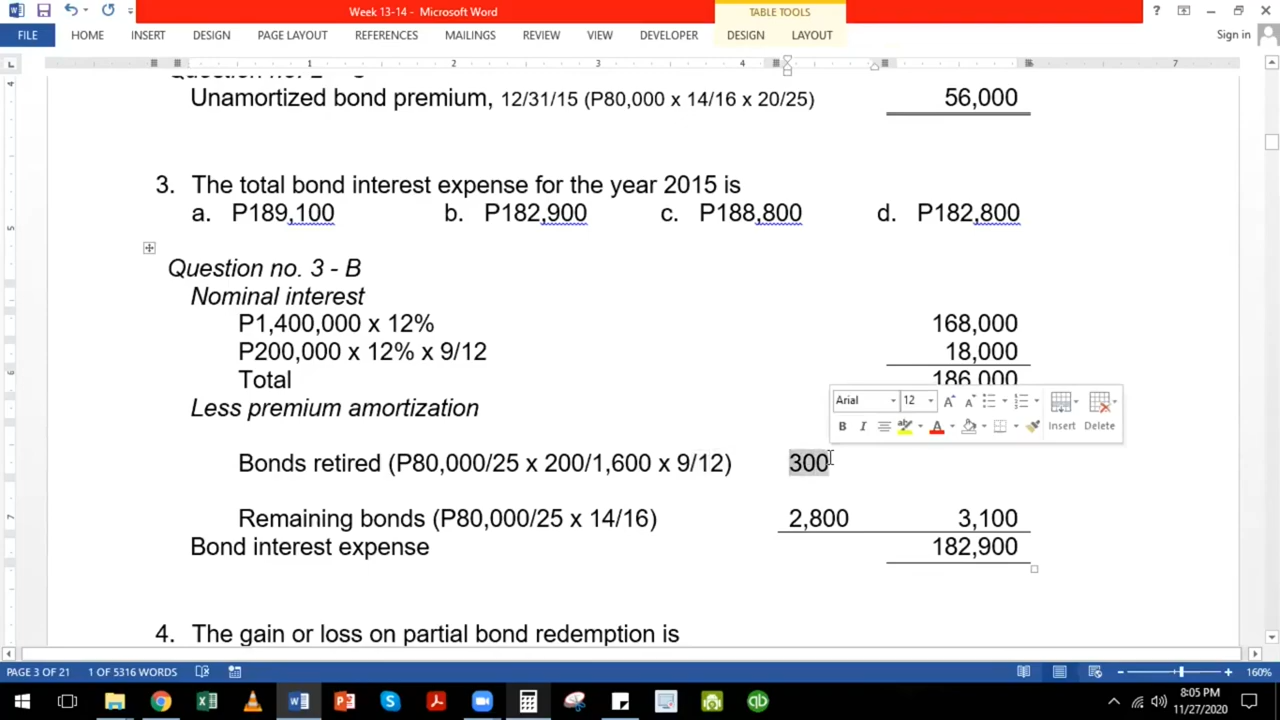 Week 13-14 - Microsoft Word
TABLE TOOLS
FILE HOME INSERT DESIGN PAGE LAYOUT REFERENCES MAILINGS REVIEW VIEW DEVELOPER DESIGN LAYOUT Sign in
1 2 3 4 7
Unamortized bond premium, 12/31/15 (P80,000 x 14/16 x 20/25) 56,000
3. The total bond interest expense for the year 2015 is
a. P189,100 b. P182,900 c. P188,800 d. P182,800
Question no. 3 - B
Nominal interest
P1,400,000 x 12% 168,000
P200,000 x 12% x 9/12 18,000
Total 186,000
Less premium amortization
Arial 12
Insert Delete
Bonds retired (P80,000/25 x 200/1,600 x 9/12) 300
Remaining bonds (P80,000/25 x 14/16) 2,800 3,100
Bond interest expense 182,900
4. The gain or loss on partial bond redemption is
PAGE 3 OF 21 1 OF 5316 WORDS 160%
8:05 PM
11/27/2020